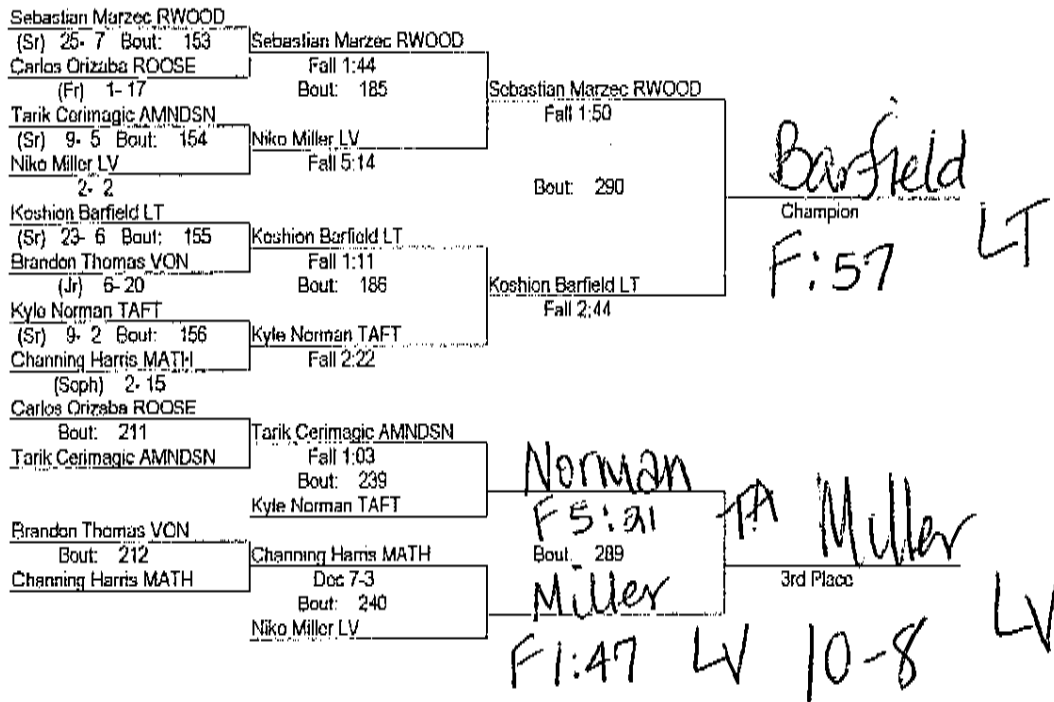 Sebastian Marzec RWOOD
(Sr) 25- 7 Bout: 153
Carlos Orizaba ROOSE
(Fr) 1- 17
Tarik Cerimagic AMNDSN
(Sr) 9- 5 Bout: 154
Niko Miller LV
2- 2
Koshion Barfield LT
(Sr) 23- 6 Bout: 155
Brandon Thomas VON
(Jr) 6- 20
Kyle Norman TAFT
(Sr) 9- 2 Bout: 156
Channing Harris MATH
(Soph) 2- 15
Sebastian Marzec RWOOD
Fall 1:44
Bout: 185
Niko Miller LV
Fall 5:14
Koshion Barfield LT
Fall 1:11
Bout: 186
Kyle Norman TAFT
Fall 2:22
Sebastian Marzec RWOOD
Fall 1:50
Bout: 290
Koshion Barfield LT
Fall 2:44
Barfield
Champion
LT
F :57
Carlos Orizaba ROOSE
Bout: 211
Tarik Cerimagic AMNDSN
Brandon Thomas VON
Bout: 212
Channing Harris MATH
Tarik Cerimagic AMNDSN
Fall 1:03
Bout: 239
Kyle Norman TAFT
Channing Harris MATH
Dec 7-3
Bout: 240
Niko Miller LV
Norman
F 5:21 TA
Bout: 289
Miller
F 1:47 LV
Miller
3rd Place
LV
10-8